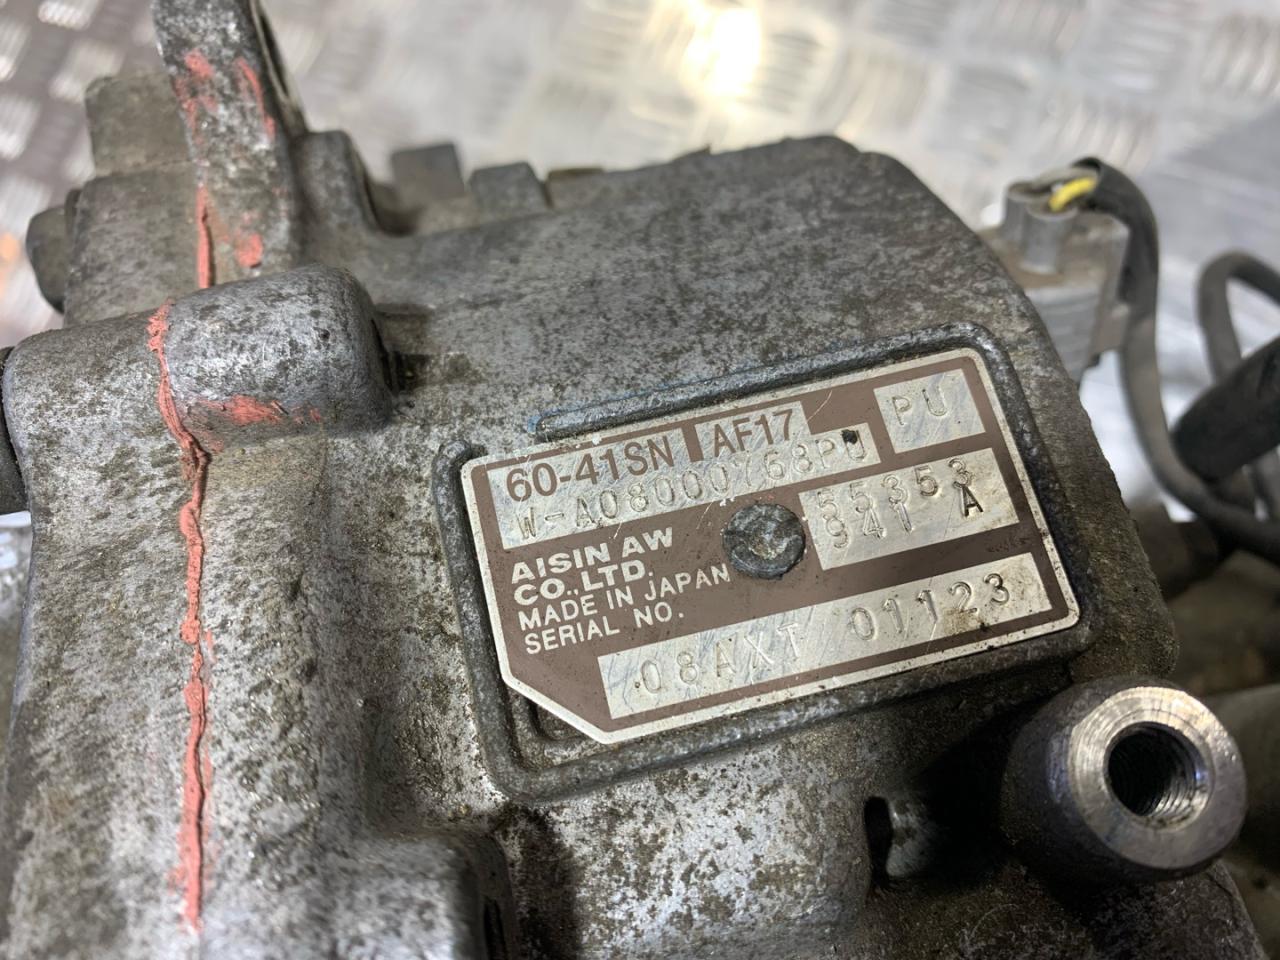 60-41SN AF17 PU
W-A08000768PU
55353
941 A
AISIN AW
CO.,LTD.
MADE IN JAPAN
SERIAL NO.
08AXT 01123